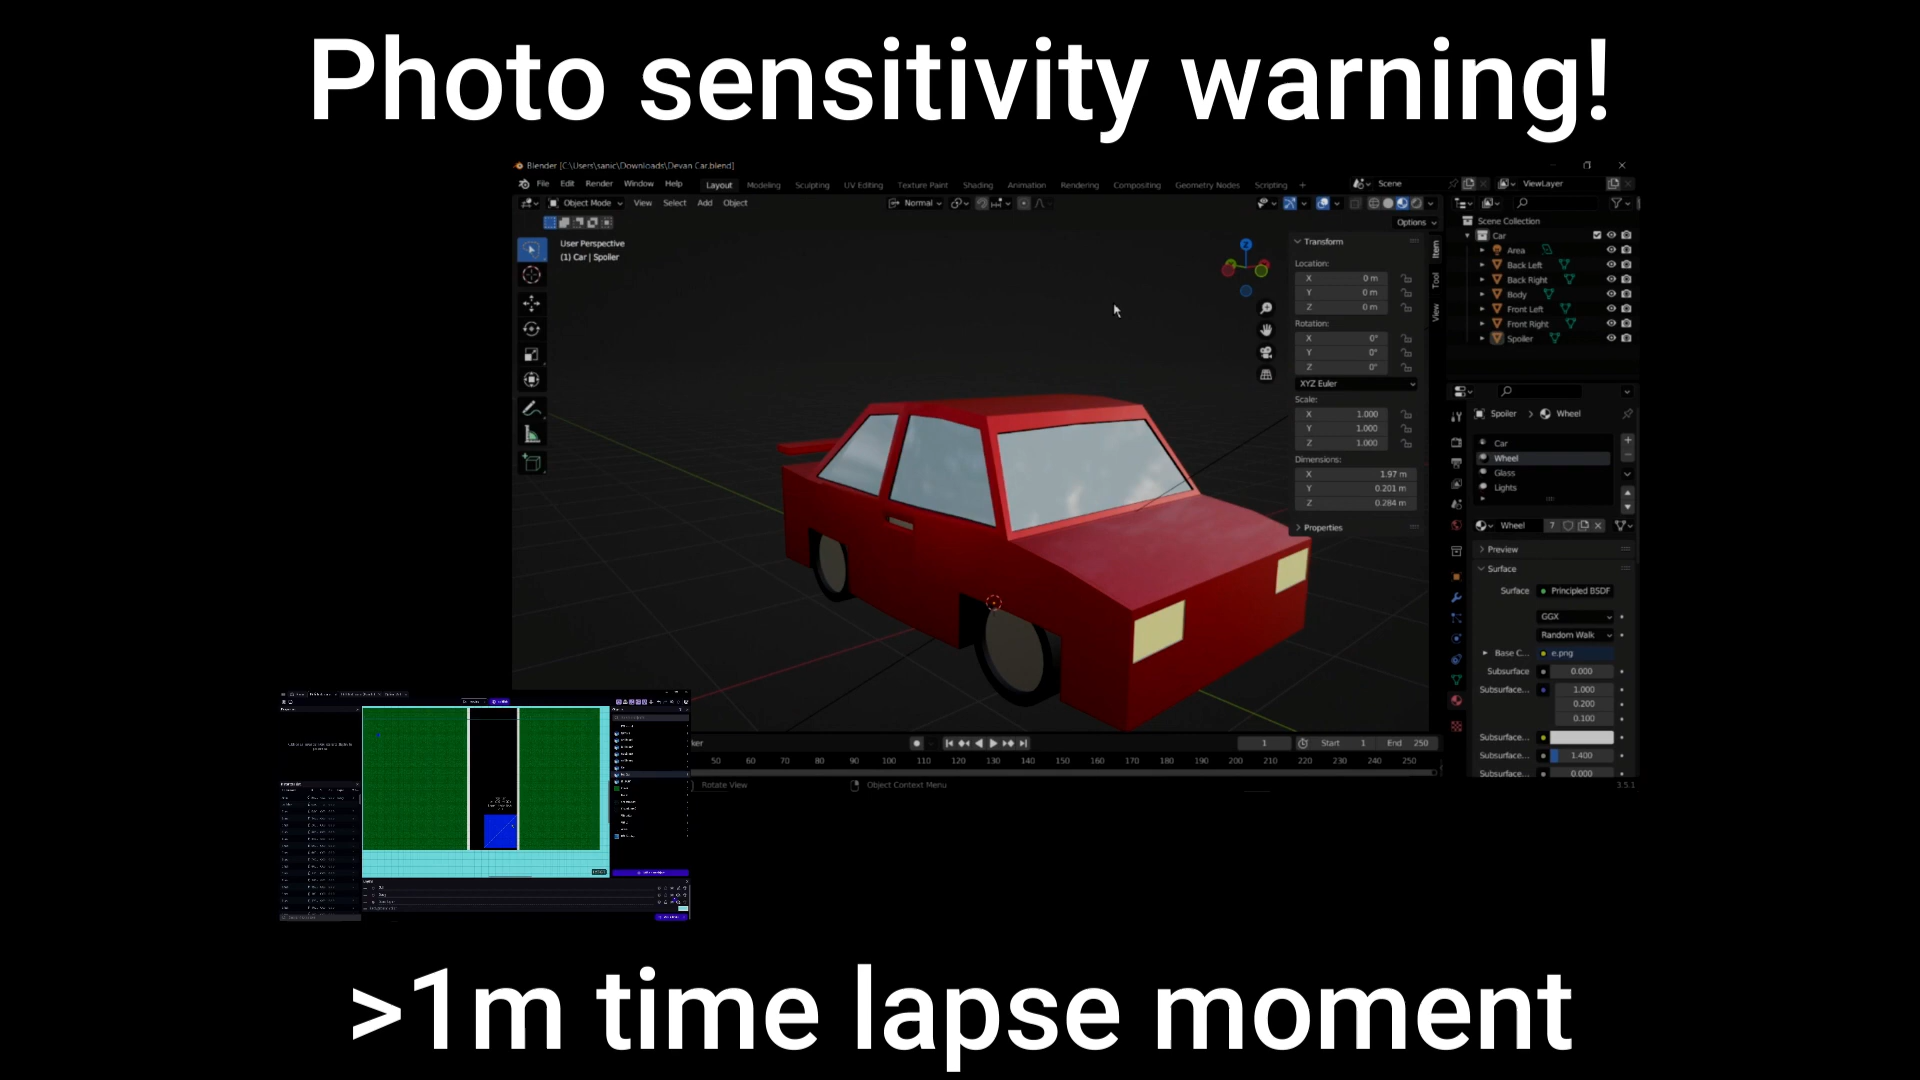 Photo sensitivity warning!
Blender [C:\Users\sanic\Downloads\Devan Car.blend]
File Edit Render Window Help Layout Modeling Sculpting UV Editing Texture Paint Shading Animation Rendering Compositing Geometry Nodes Scripting + Scene ViewLayer
Object Mode View Select Add Object Normal
Options
Scene Collection
Car
Area
Back Left
Back Right
Body
Front Left
Front Right
Spoiler
User Perspective
(1) Car | Spoiler
Z
Transform
Location:
X 0 m
Y 0 m
Z 0 m
Rotation:
X 0°
Y 0°
Z 0°
XYZ Euler
Scale:
X 1.000
Y 1.000
Z 1.000
Dimensions:
X 1.97 m
Y 0.201 m
Z 0.284 m
Properties
Item
Tool
View
Spoiler > Wheel
Car
Wheel
Glass
Lights
Wheel 7
Preview
Surface
Surface Principled BSDF
GGX
Random Walk
Base C... e.png
Subsurface 0.000
Subsurface... 1.000
0.200
0.100
Subsurface...
Subsurface... 1.400
Subsurface... 0.000
ker 1 Start 1 End 250
50 60 70 80 90 100 110 120 130 140 150 160 170 180 190 200 210 220 230 240 250
Rotate View Object Context Menu 3.5.1
>1m time lapse moment